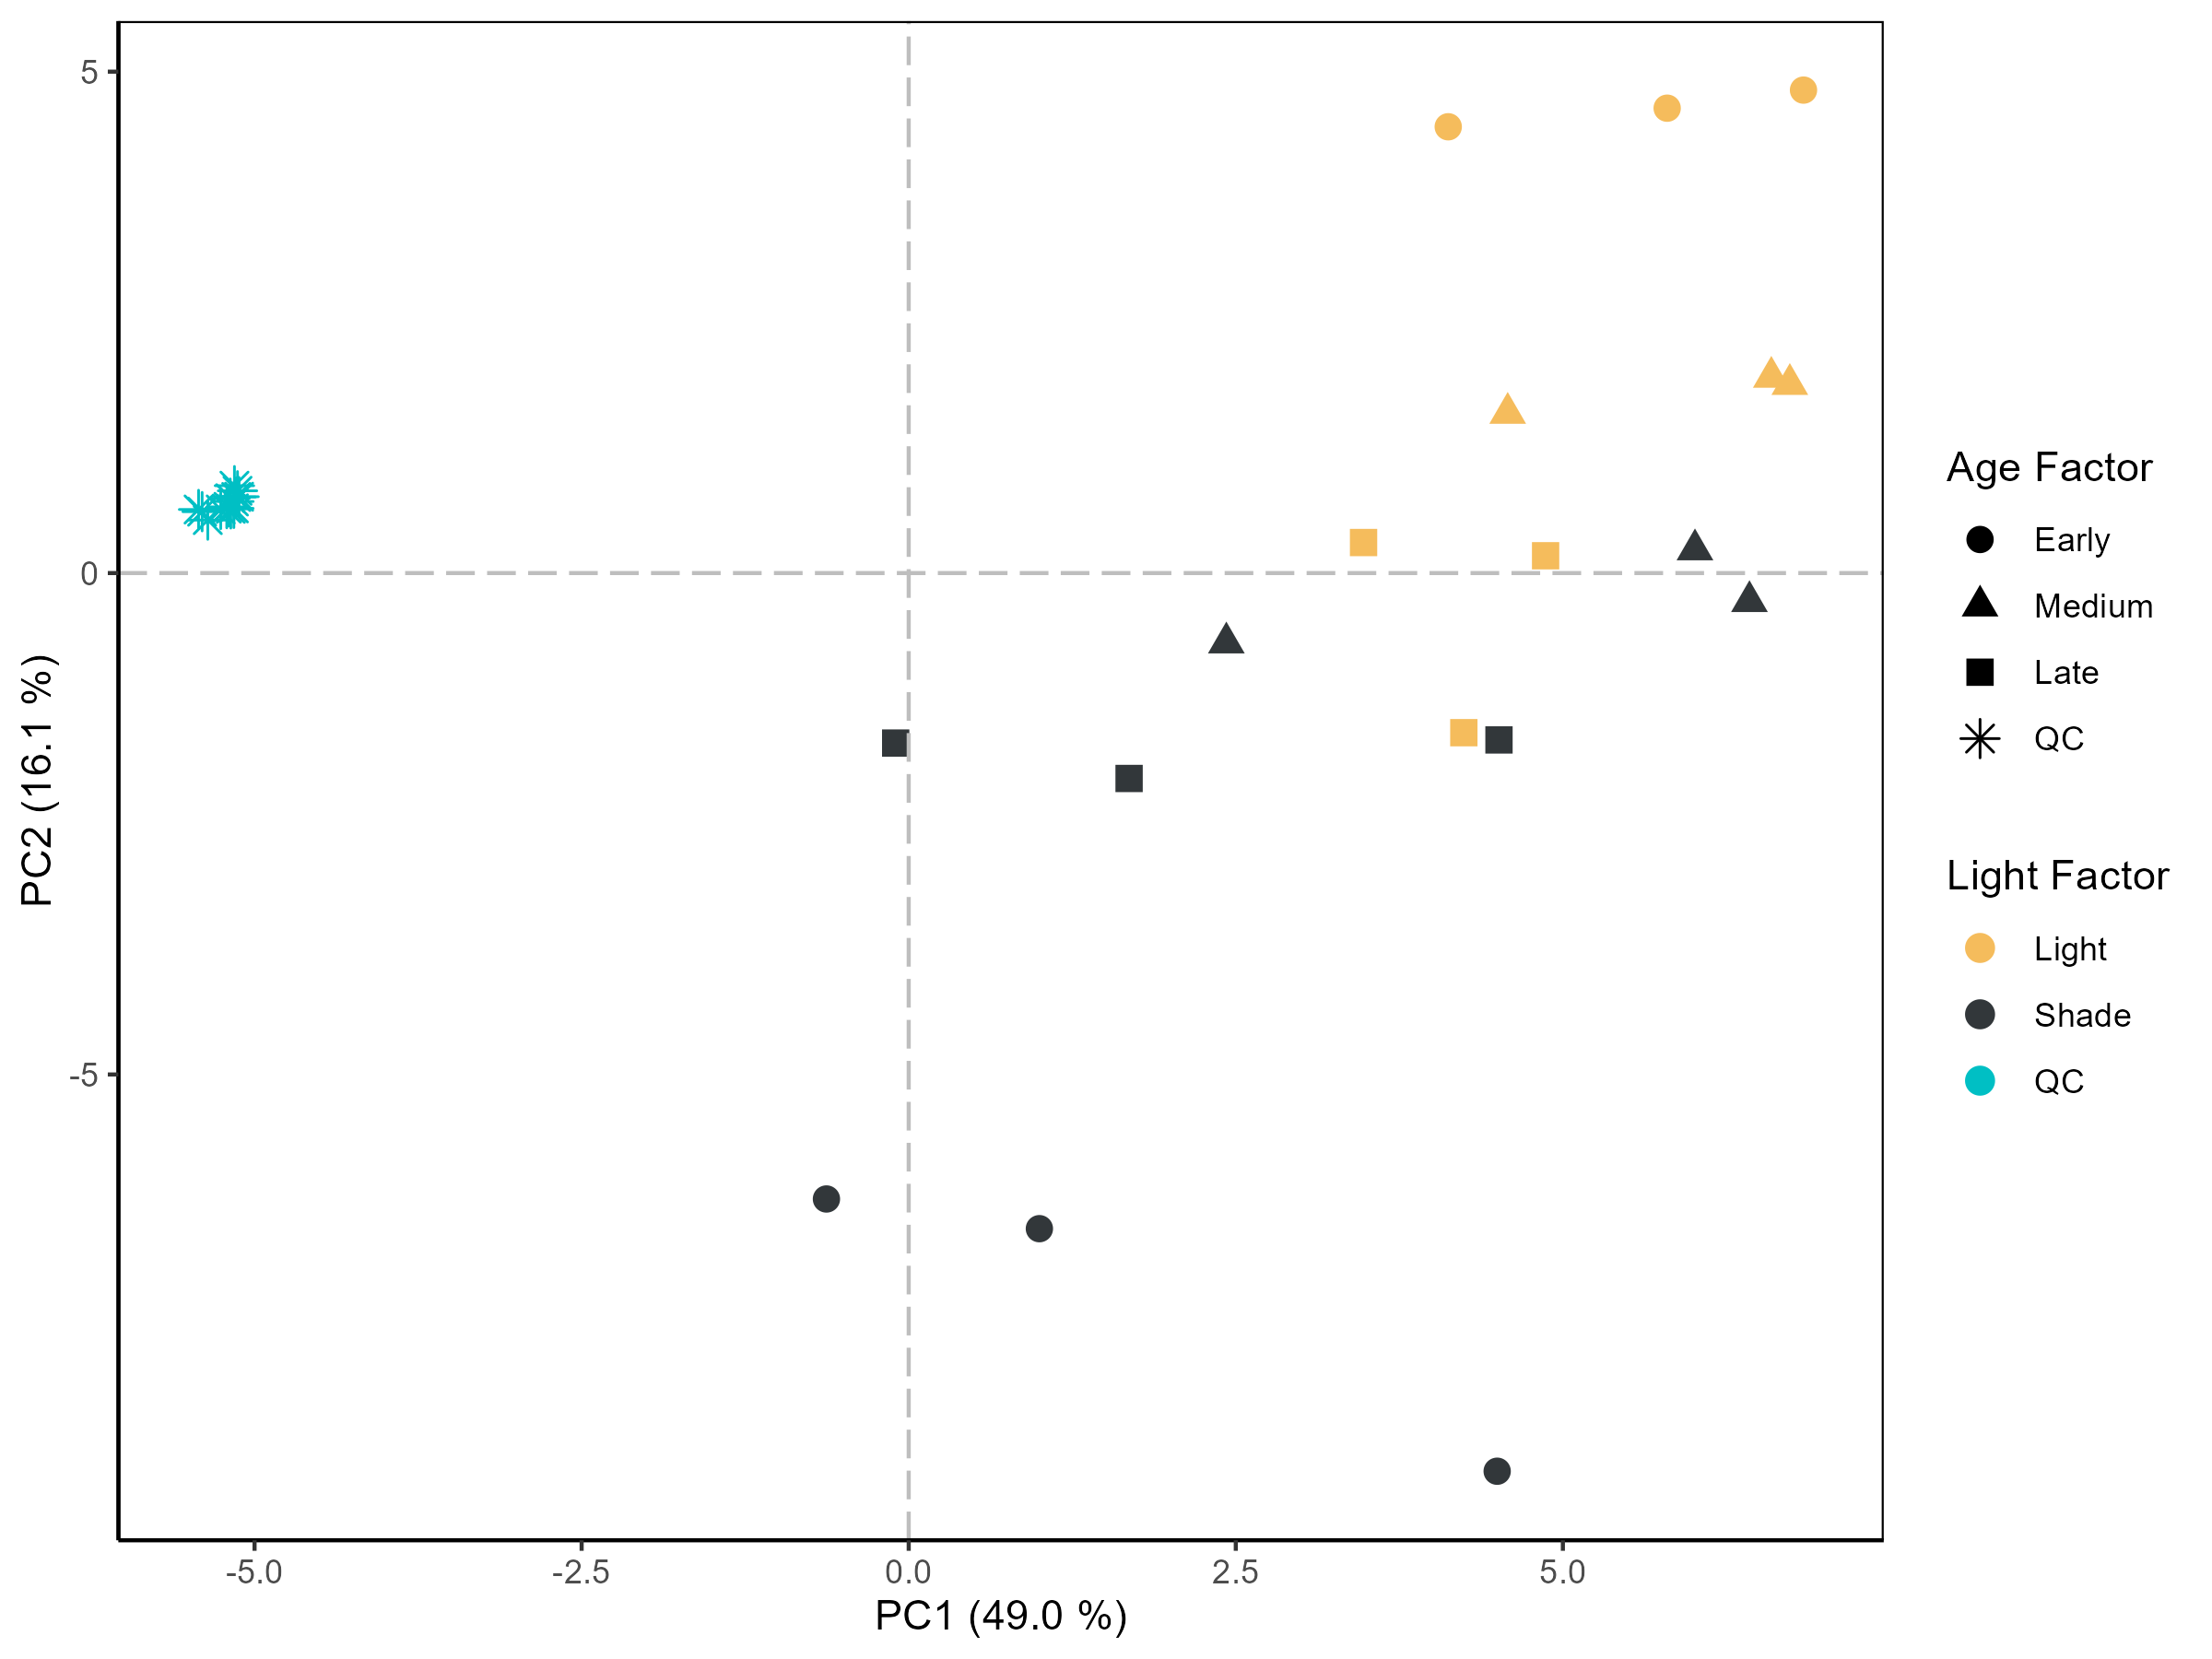 5
0
-5
PC2 (16.1 %)
-5.0
-2.5
0.0
2.5
5.0
PC1 (49.0 %)
Age Factor
Early
Medium
Late
QC
Light Factor
Light
Shade
QC